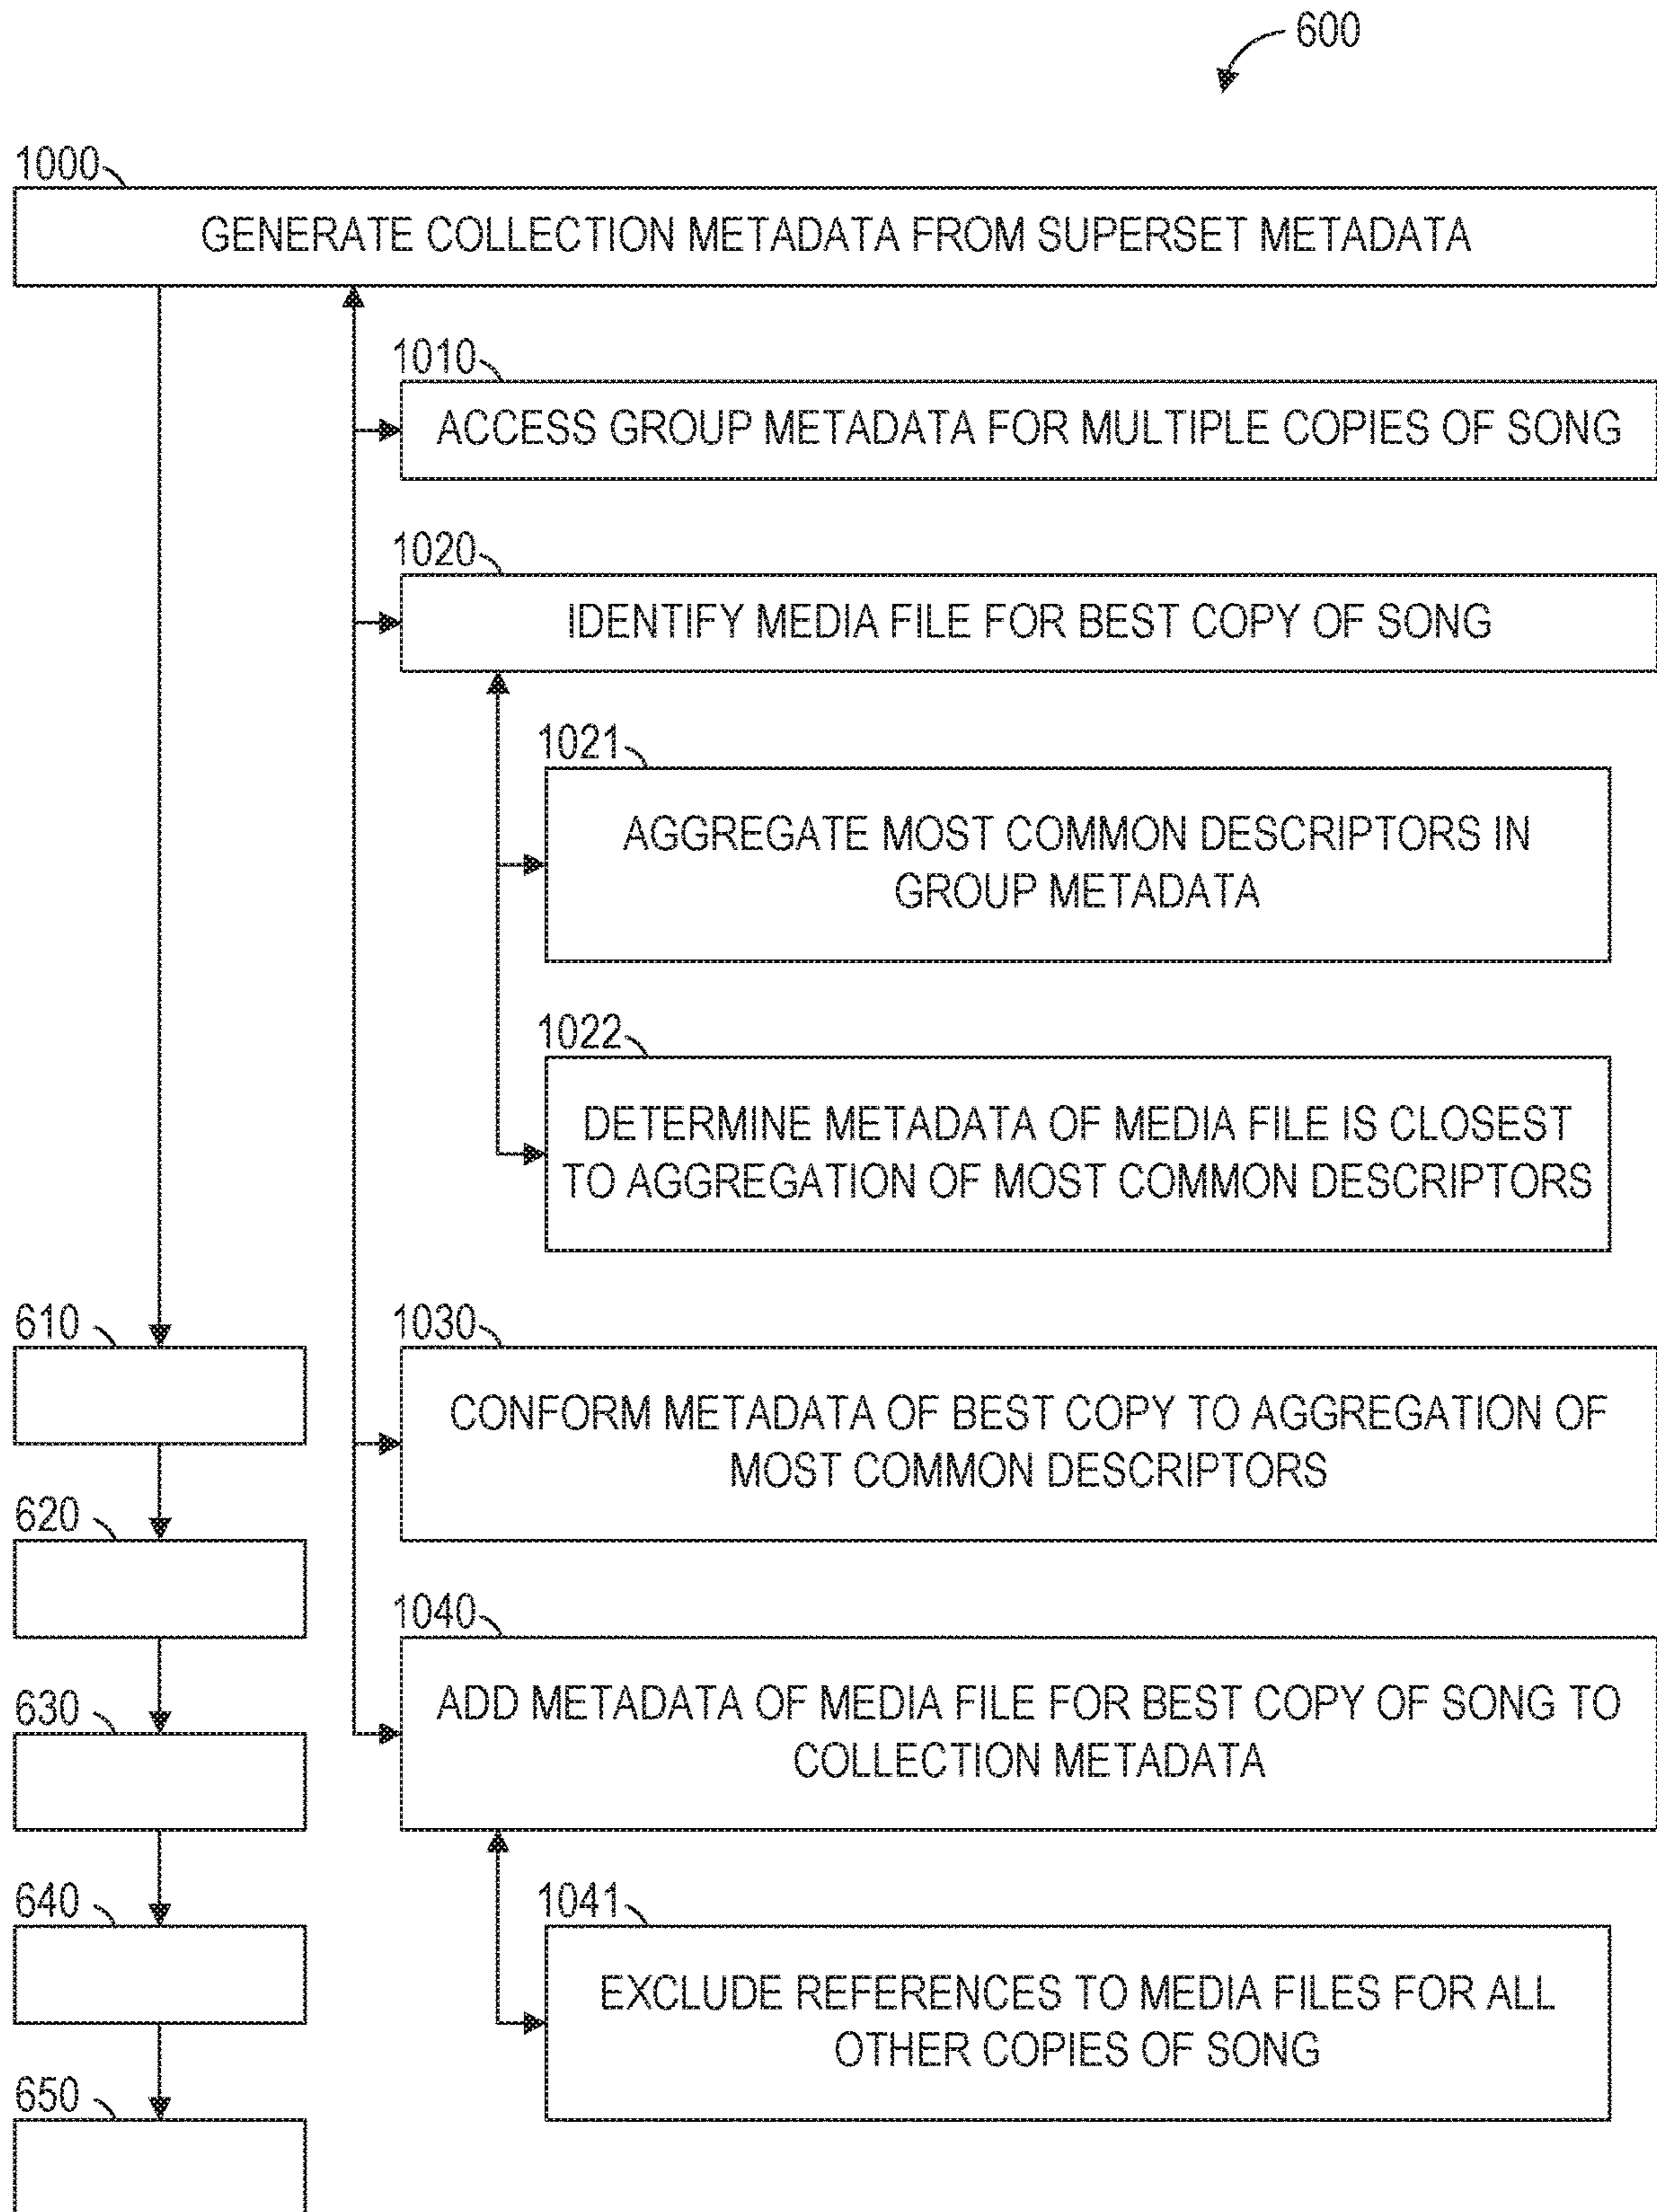 600
1000
GENERATE COLLECTION METADATA FROM SUPERSET METADATA
1010
ACCESS GROUP METADATA FOR MULTIPLE COPIES OF SONG
1020
IDENTIFY MEDIA FILE FOR BEST COPY OF SONG
1021
AGGREGATE MOST COMMON DESCRIPTORS IN
GROUP METADATA
1022
DETERMINE METADATA OF MEDIA FILE IS CLOSEST
TO AGGREGATION OF MOST COMMON DESCRIPTORS
610
1030
CONFORM METADATA OF BEST COPY TO AGGREGATION OF
MOST COMMON DESCRIPTORS
620
1040
ADD METADATA OF MEDIA FILE FOR BEST COPY OF SONG TO
COLLECTION METADATA
630
640
1041
EXCLUDE REFERENCES TO MEDIA FILES FOR ALL
OTHER COPIES OF SONG
650